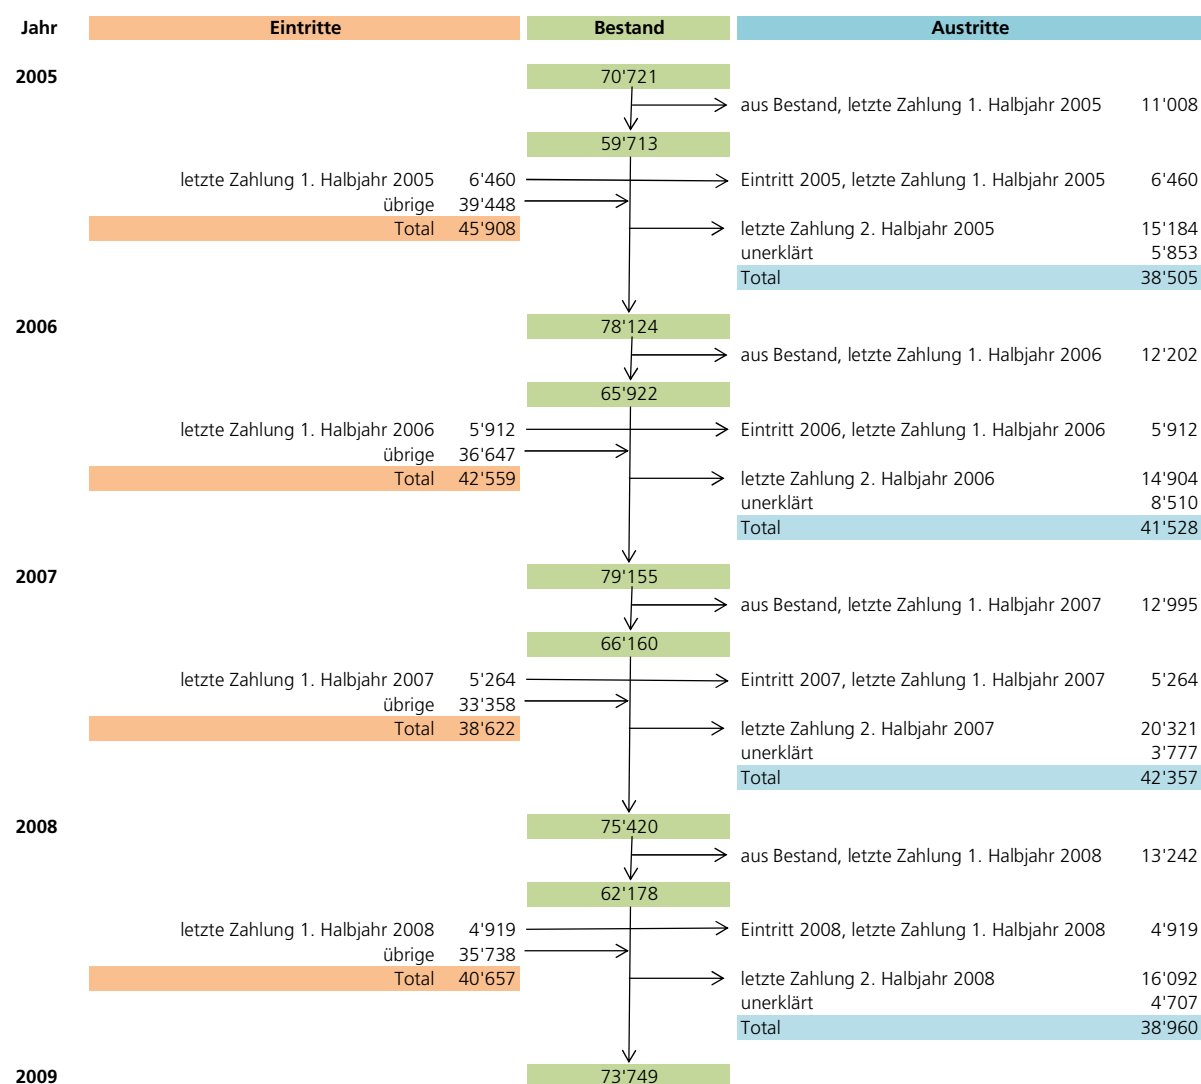 Jahr Eintritte Bestand Austritte
2005 70'721
aus Bestand, letzte Zahlung 1. Halbjahr 2005 11'008
59'713
letzte Zahlung 1. Halbjahr 2005 6'460 Eintritt 2005, letzte Zahlung 1. Halbjahr 2005 6'460
übrige 39'448
Total 45'908 letzte Zahlung 2. Halbjahr 2005 15'184
unerklärt 5'853
Total 38'505
2006 78'124
aus Bestand, letzte Zahlung 1. Halbjahr 2006 12'202
65'922
letzte Zahlung 1. Halbjahr 2006 5'912 Eintritt 2006, letzte Zahlung 1. Halbjahr 2006 5'912
übrige 36'647
Total 42'559 letzte Zahlung 2. Halbjahr 2006 14'904
unerklärt 8'510
Total 41'528
2007 79'155
aus Bestand, letzte Zahlung 1. Halbjahr 2007 12'995
66'160
letzte Zahlung 1. Halbjahr 2007 5'264 Eintritt 2007, letzte Zahlung 1. Halbjahr 2007 5'264
übrige 33'358
Total 38'622 letzte Zahlung 2. Halbjahr 2007 20'321
unerklärt 3'777
Total 42'357
2008 75'420
aus Bestand, letzte Zahlung 1. Halbjahr 2008 13'242
62'178
letzte Zahlung 1. Halbjahr 2008 4'919 Eintritt 2008, letzte Zahlung 1. Halbjahr 2008 4'919
übrige 35'738
Total 40'657 letzte Zahlung 2. Halbjahr 2008 16'092
unerklärt 4'707
Total 38'960
2009 73'749